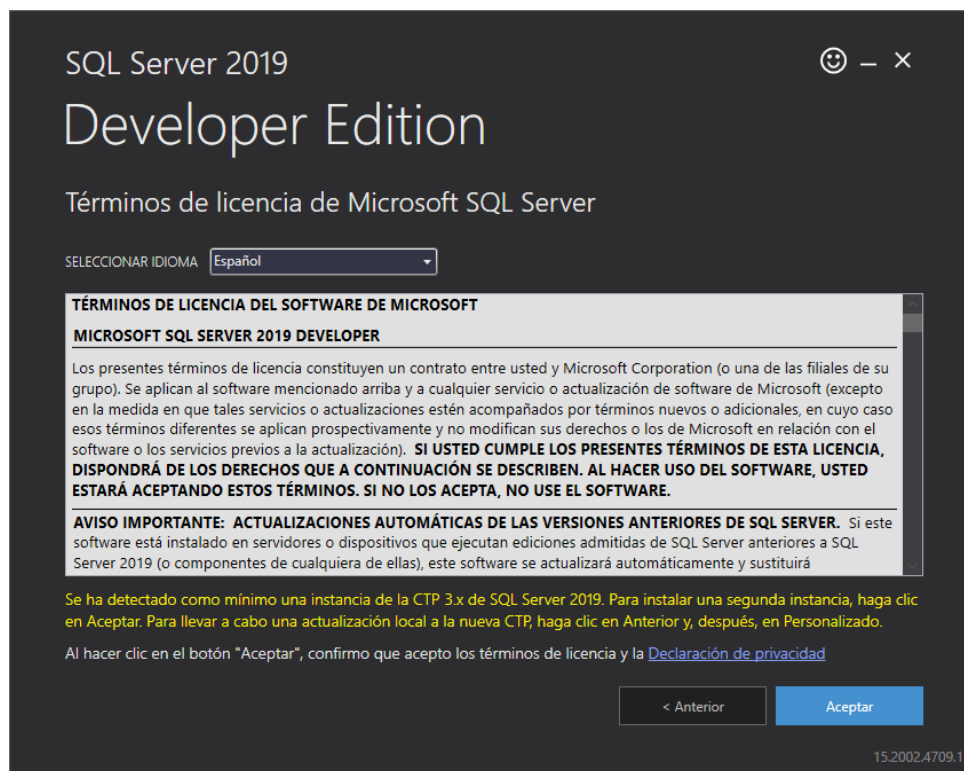 SQL Server 2019
Developer Edition
Términos de licencia de Microsoft SQL Server
SELECCIONAR IDIOMA Español
TÉRMINOS DE LICENCIA DEL SOFTWARE DE MICROSOFT
MICROSOFT SQL SERVER 2019 DEVELOPER
Los presentes términos de licencia constituyen un contrato entre usted y Microsoft Corporation (o una de las filiales de su
grupo). Se aplican al software mencionado arriba y a cualquier servicio o actualización de software de Microsoft (excepto
en la medida en que tales servicios o actualizaciones estén acompañados por términos nuevos o adicionales, en cuyo caso
esos términos diferentes se aplican prospectivamente y no modifican sus derechos o los de Microsoft en relación con el
software o los servicios previos a la actualización). SI USTED CUMPLE LOS PRESENTES TÉRMINOS DE ESTA LICENCIA,
DISPONDRÁ DE LOS DERECHOS QUE A CONTINUACIÓN SE DESCRIBEN. AL HACER USO DEL SOFTWARE, USTED
ESTARÁ ACEPTANDO ESTOS TÉRMINOS. SI NO LOS ACEPTA, NO USE EL SOFTWARE.
AVISO IMPORTANTE: ACTUALIZACIONES AUTOMÁTICAS DE LAS VERSIONES ANTERIORES DE SQL SERVER. Si este
software está instalado en servidores o dispositivos que ejecutan ediciones admitidas de SQL Server anteriores a SQL
Server 2019 (o componentes de cualquiera de ellas), este software se actualizará automáticamente y sustituirá
Se ha detectado como mínimo una instancia de la CTP 3.x de SQL Server 2019. Para instalar una segunda instancia, haga clic
en Aceptar. Para llevar a cabo una actualización local a la nueva CTP, haga clic en Anterior y, después, en Personalizado.
Al hacer clic en el botón "Aceptar", confirmo que acepto los términos de licencia y la Declaración de privacidad
< Anterior
Aceptar
15.2002.4709.1